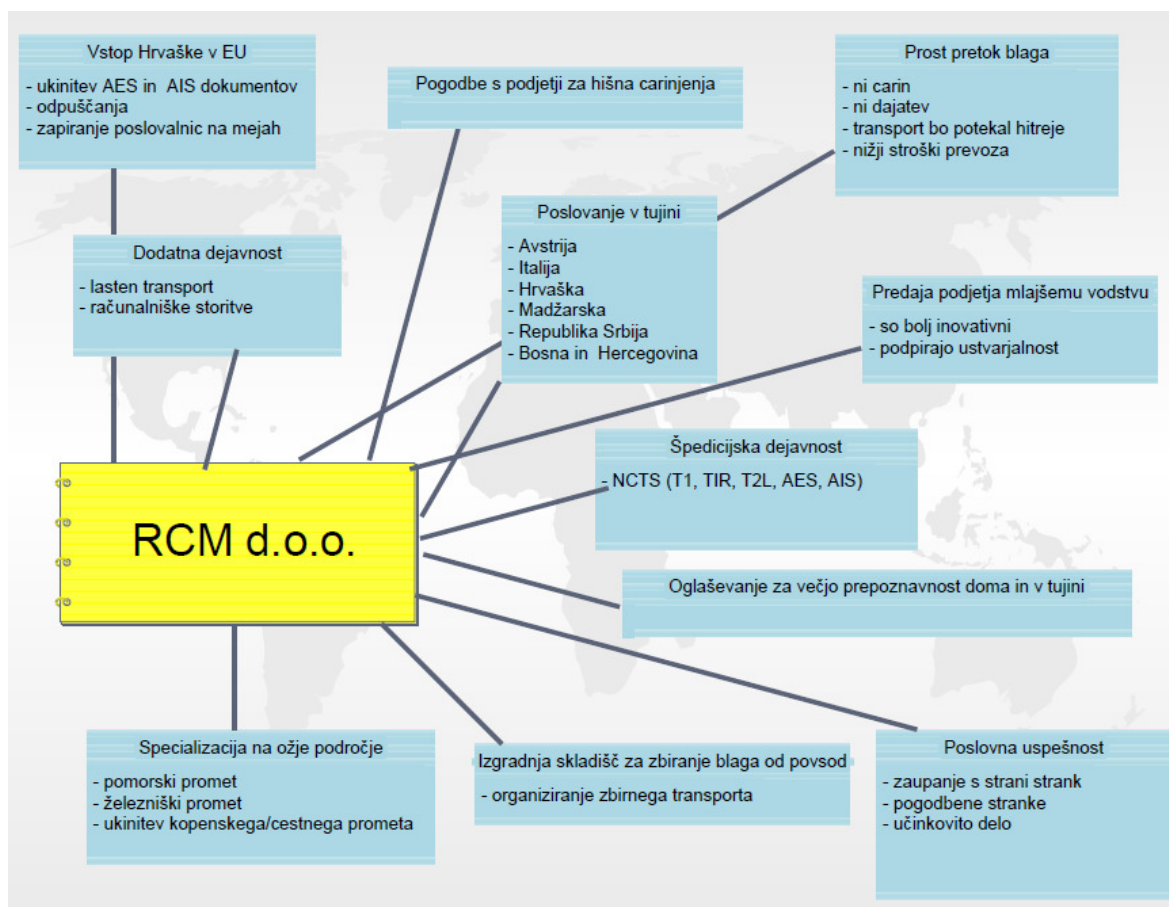 Vstop Hrvaške v EU
- ukinitev AES in AIS dokumentov
- odpuščanja
- zapiranje poslovalnic na mejah
Pogodbe s podjetji za hišna carinjenja
Prost pretok blaga
- ni carin
- ni dajatev
- transport bo potekal hitreje
- nižji stroški prevoza
Dodatna dejavnost
- lasten transport
- računalniške storitve
Poslovanje v tujini
- Avstrija
- Italija
- Hrvaška
- Madžarska
- Republika Srbija
- Bosna in Hercegovina
Predaja podjetja mlajšemu vodstvu
- so bolj inovativni
- podpirajo ustvarjalnost
Špedicijska dejavnost
- NCTS (T1, TIR, T2L, AES, AIS)
RCM d.o.o.
Oglaševanje za večjo prepoznavnost doma in v tujini
Specializacija na ožje področje
- pomorski promet
- železniški promet
- ukinitev kopenskega/cestnega prometa
Izgradnja skladišč za zbiranje blaga od povsod
- organiziranje zbirnega transporta
Poslovna uspešnost
- zaupanje s strani strank
- pogodbene stranke
- učinkovito delo